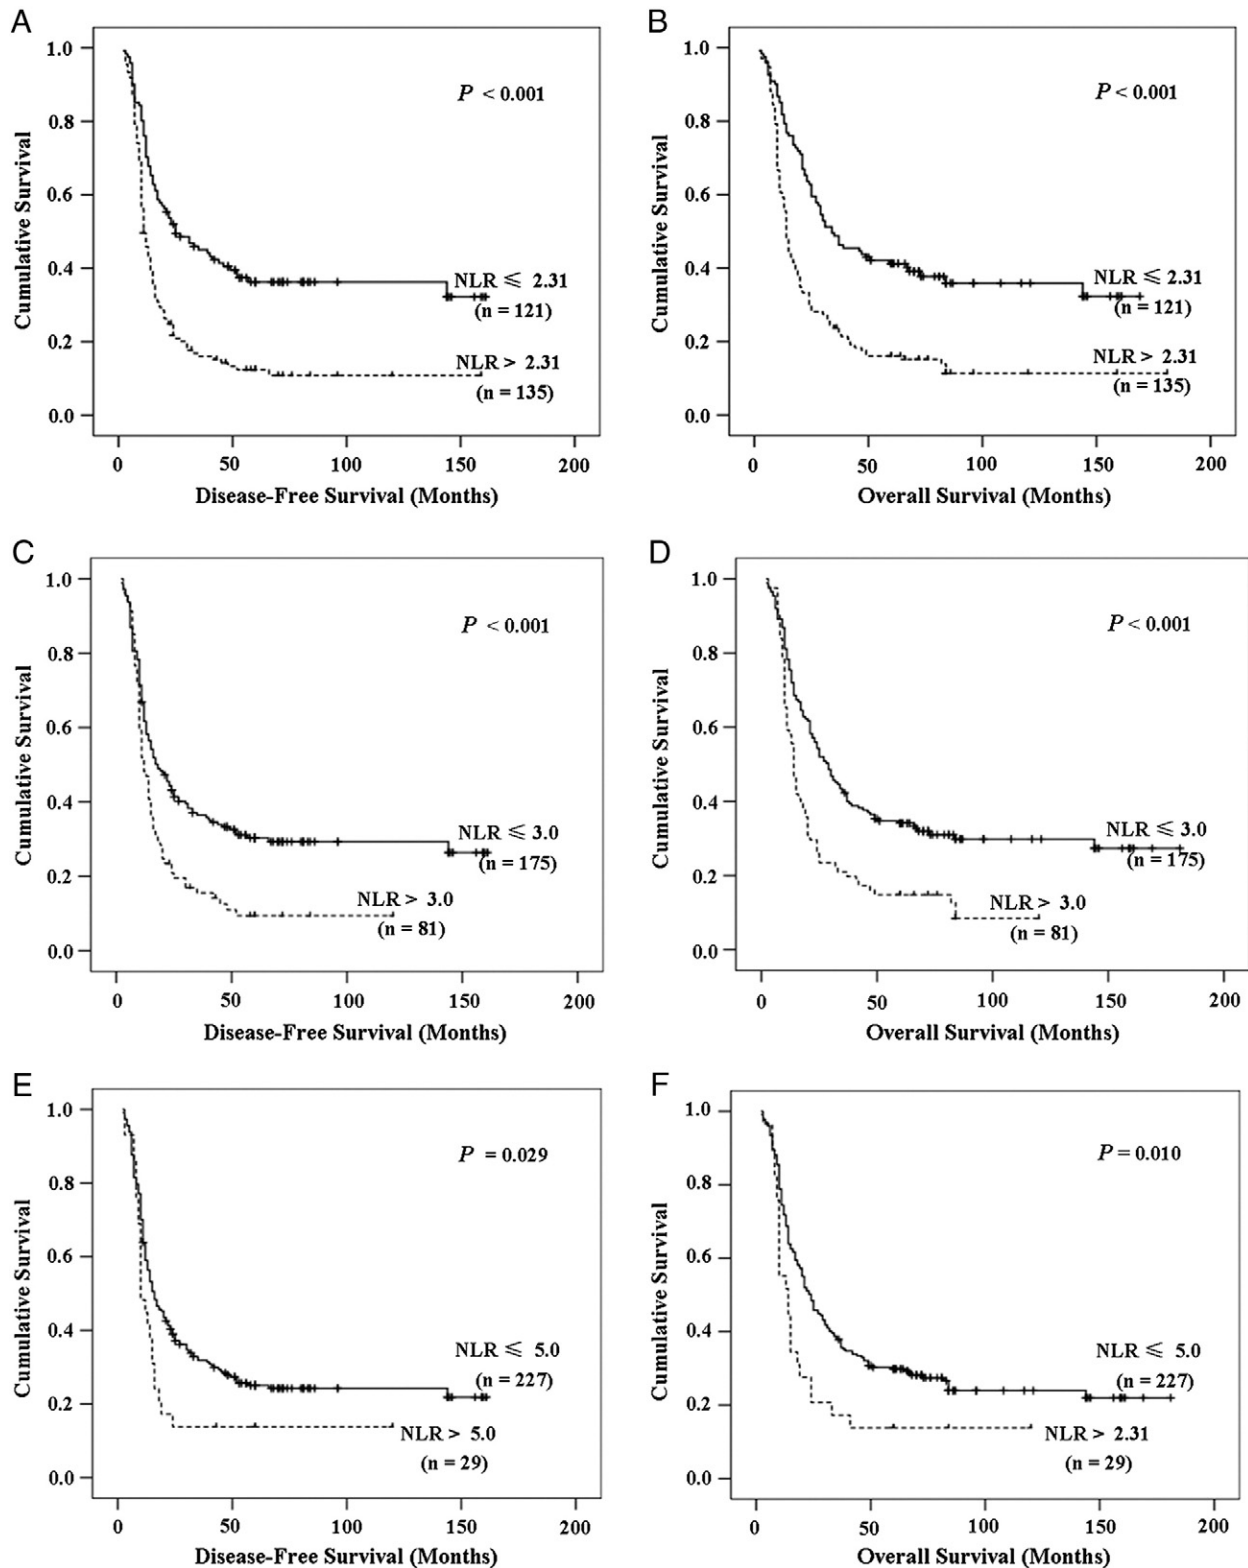 A
1.0
P < 0.001
0.8
0.6
0.4
NLR ≤ 2.31
(n = 121)
0.2
NLR > 2.31
(n = 135)
0.0
Cumulative Survival
0 50 100 150 200
Disease-Free Survival (Months)
B
1.0
P < 0.001
0.8
0.6
0.4
NLR ≤ 2.31
(n = 121)
0.2
NLR > 2.31
(n = 135)
0.0
Cumulative Survival
0 50 100 150 200
Overall Survival (Months)
C
1.0
P < 0.001
0.8
0.6
0.4
NLR ≤ 3.0
(n = 175)
0.2
NLR > 3.0
(n = 81)
0.0
Cumulative Survival
0 50 100 150 200
Disease-Free Survival (Months)
D
1.0
P < 0.001
0.8
0.6
0.4
NLR ≤ 3.0
(n = 175)
0.2
NLR > 3.0
(n = 81)
0.0
Cumulative Survival
0 50 100 150 200
Overall Survival (Months)
E
1.0
P = 0.029
0.8
0.6
0.4
NLR ≤ 5.0
(n = 227)
0.2
NLR > 5.0
(n = 29)
0.0
Cumulative Survival
0 50 100 150 200
Disease-Free Survival (Months)
F
1.0
P = 0.010
0.8
0.6
0.4
NLR ≤ 5.0
(n = 227)
0.2
NLR > 2.31
(n = 29)
0.0
Cumulative Survival
0 50 100 150 200
Overall Survival (Months)